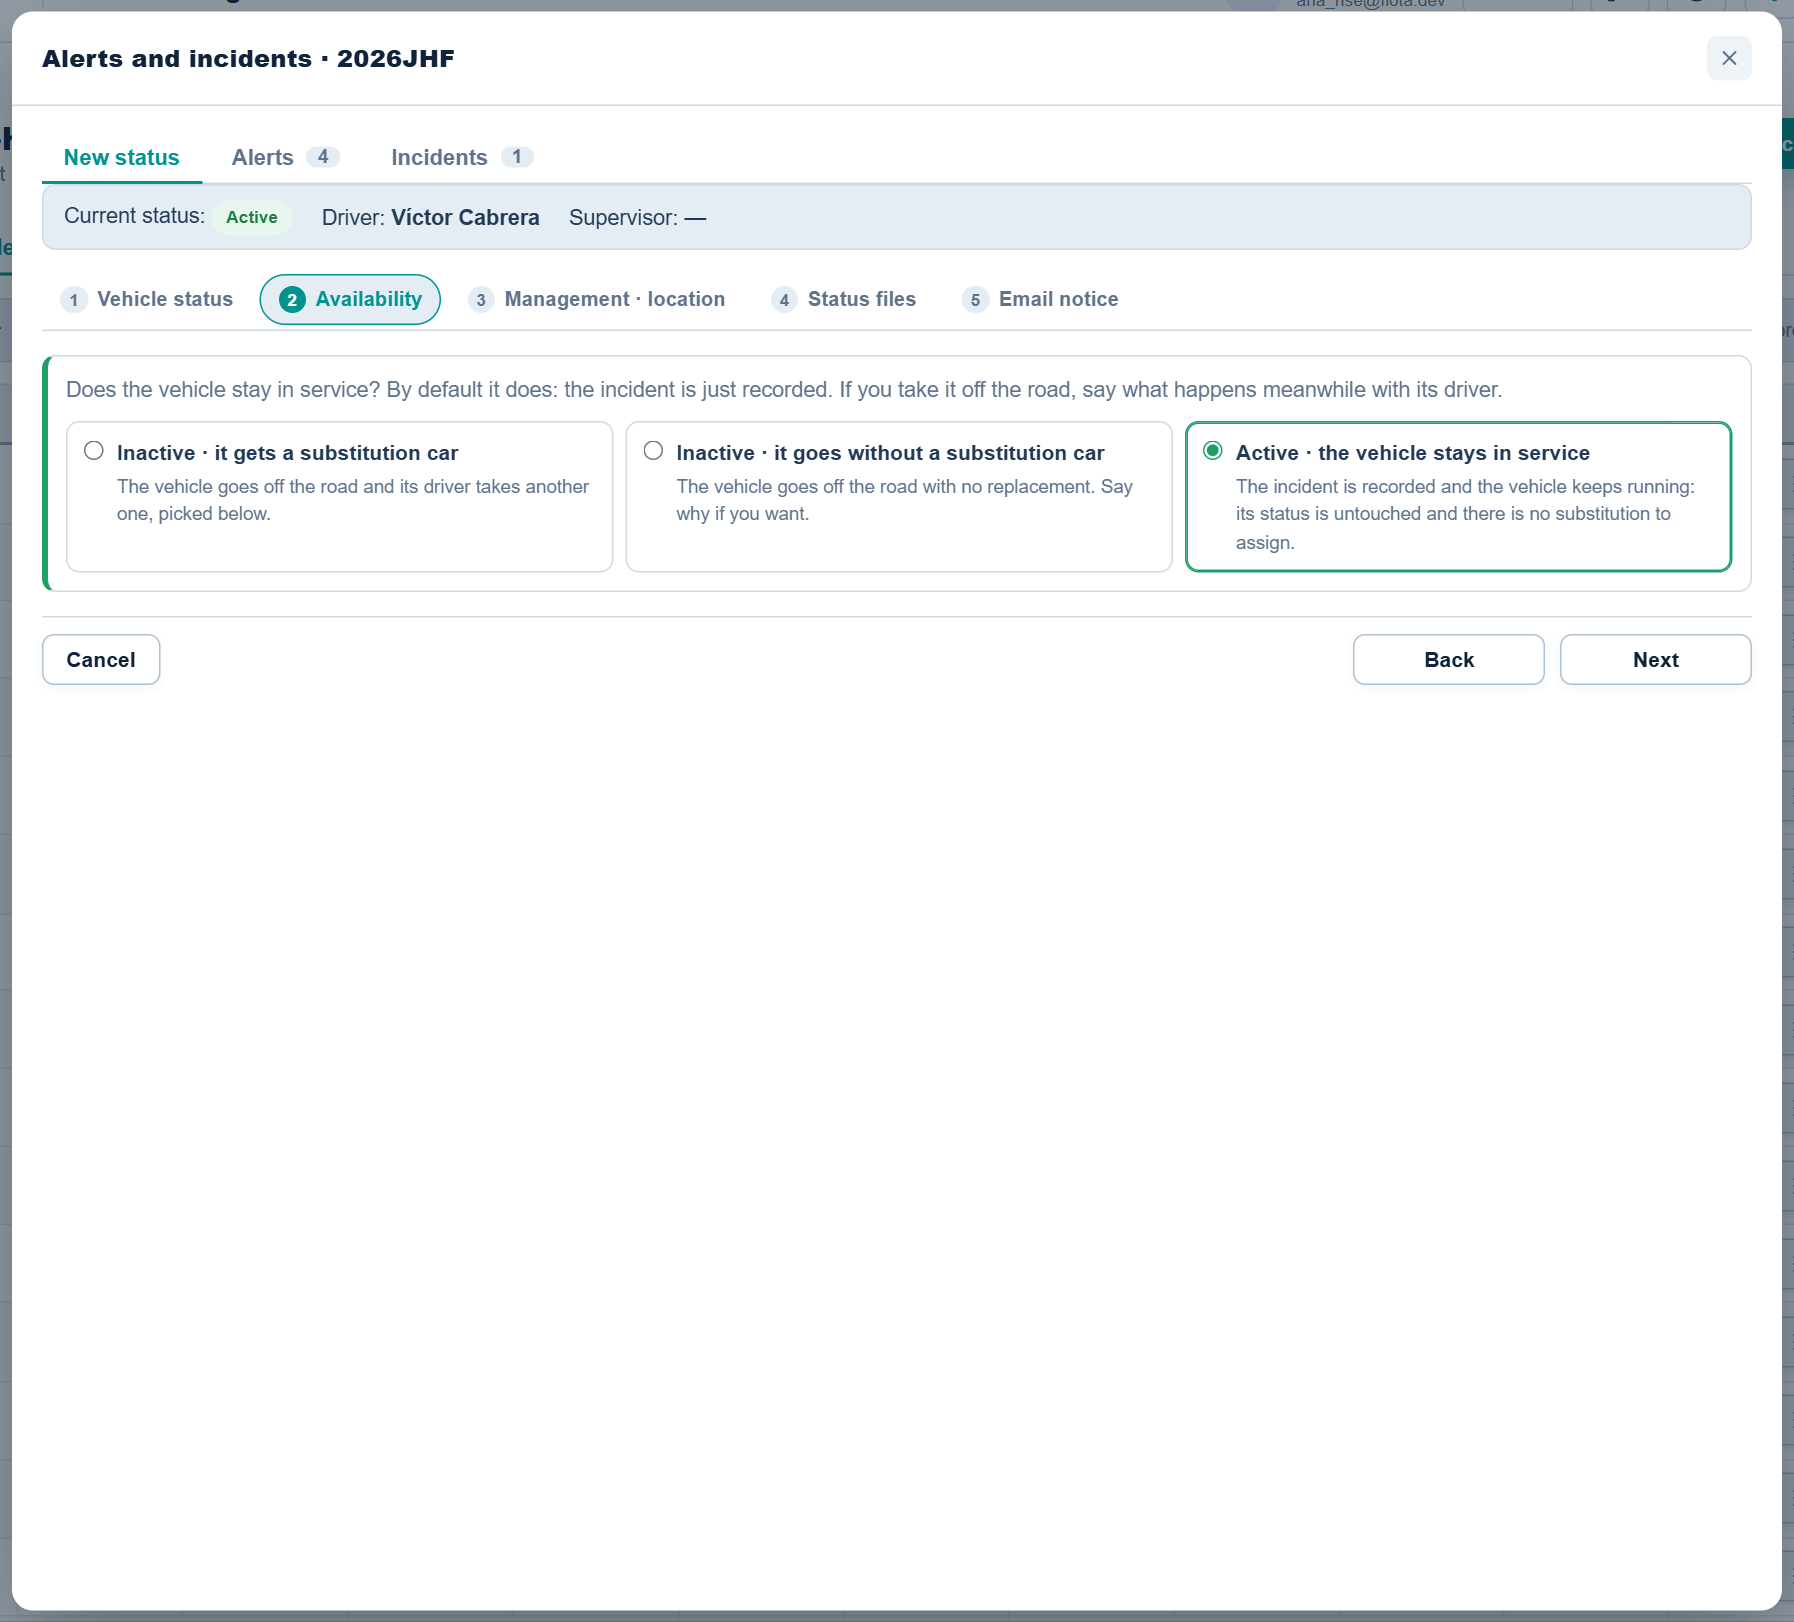 Alerts and incidents · 2026JHF
New status
Alerts 4
Incidents 1
Current status: Active Driver: Víctor Cabrera Supervisor: —
1 Vehicle status
2 Availability
3 Management · location
4 Status files
5 Email notice
Does the vehicle stay in service? By default it does: the incident is just recorded. If you take it off the road, say what happens meanwhile with its driver.
Inactive · it gets a substitution car
The vehicle goes off the road and its driver takes another
one, picked below.
Inactive · it goes without a substitution car
The vehicle goes off the road with no replacement. Say
why if you want.
Active · the vehicle stays in service
The incident is recorded and the vehicle keeps running:
its status is untouched and there is no substitution to
assign.
Cancel
Back
Next